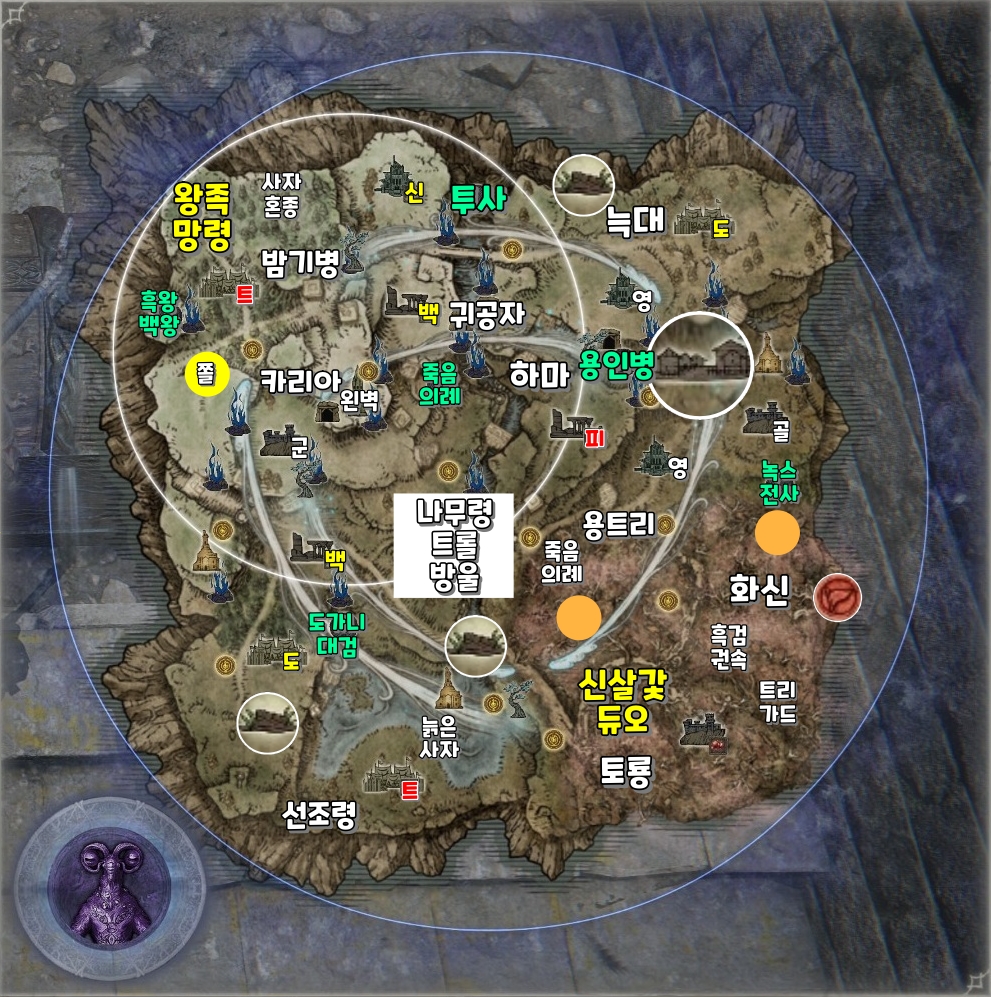 왕족
망령
사자
혼종
신
투사
늑대
도
밤기병
트
흑왕
백왕
백
귀공자
영
쫄
카리아
왼벽
죽음
의례
하마
용인병
군
피
골
영
녹스
전사
나무령
트롤
방울
용트리
죽음
의례
백
화신
도가니
대검
도
흑검
권속
신살갗
듀오
트리
가드
늙은
사자
토룡
트
선조령